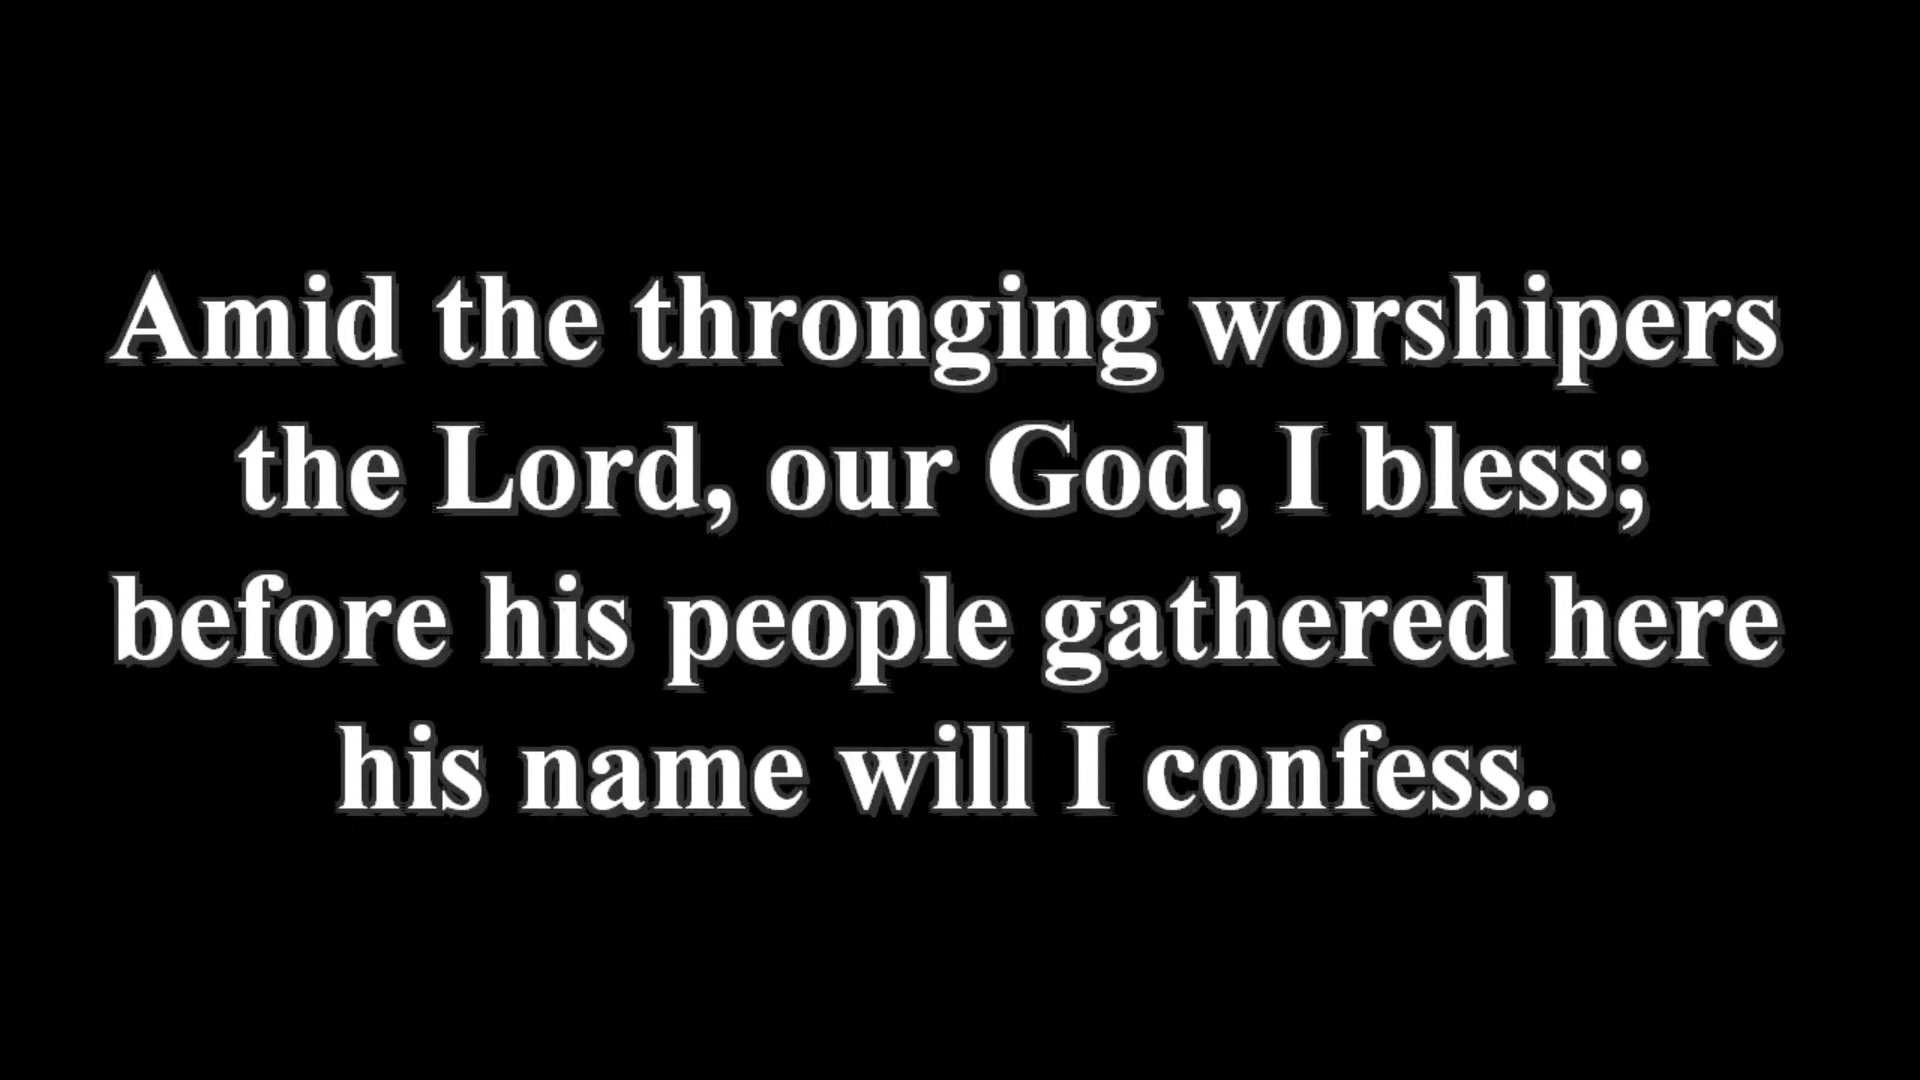 Amid the thronging worshipers
the Lord, our God, I bless;
before his people gathered here
his name will I confess.